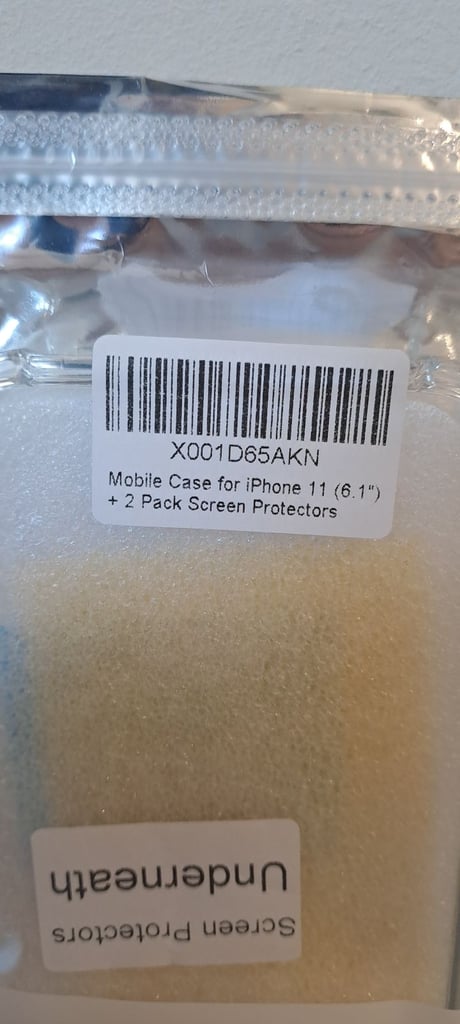 X001D65AKN
Mobile Case for iPhone 11 (6.1")
+ 2 Pack Screen Protectors
Screen Protectors
Underneath